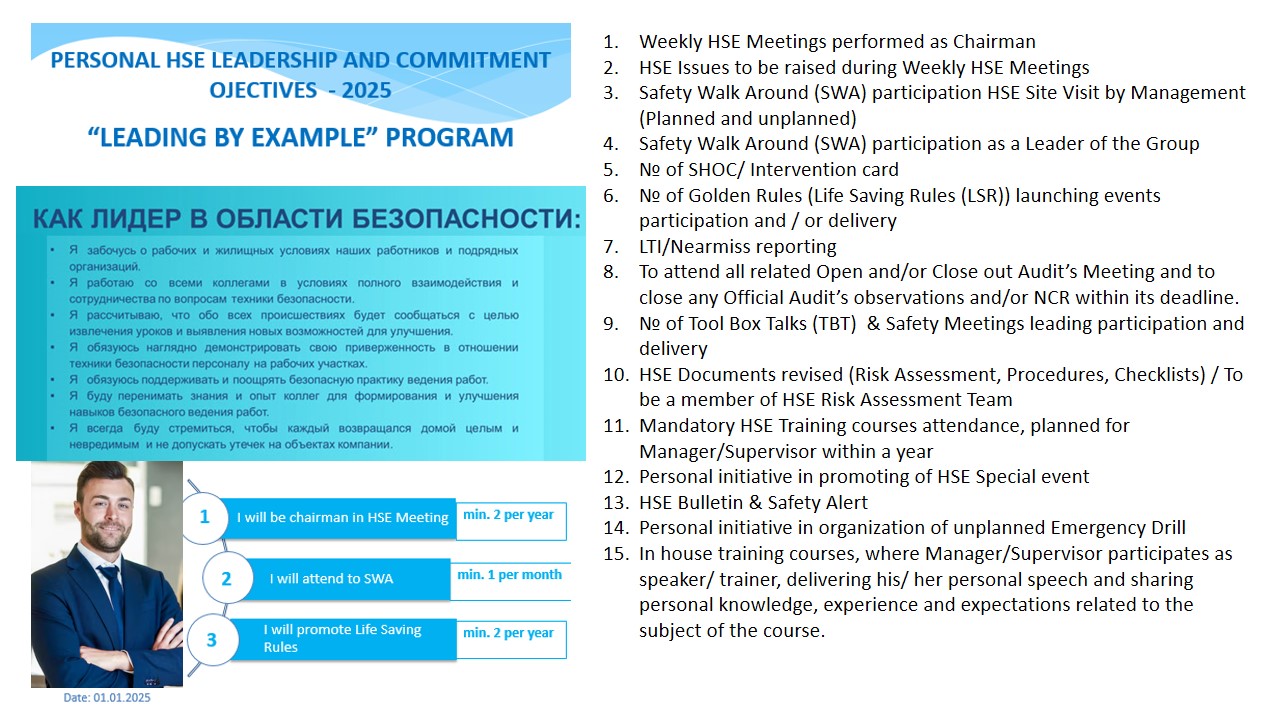 PERSONAL HSE LEADERSHIP AND COMMITMENT
OJECTIVES - 2025
“LEADING BY EXAMPLE” PROGRAM
КАК ЛИДЕР В ОБЛАСТИ БЕЗОПАСНОСТИ:
• Я забочусь о рабочих и жилищных условиях наших работников и подрядных
организаций.
• Я работаю со всеми коллегами в условиях полного взаимодействия и
сотрудничества по вопросам техники безопасности.
• Я рассчитываю, что обо всех происшествиях будет сообщаться с целью
извлечения уроков и выявления новых возможностей для улучшения.
• Я обязуюсь наглядно демонстрировать свою приверженность в отношении
техники безопасности персоналу на рабочих участках.
• Я обязуюсь поддерживать и поощрять безопасную практику ведения работ.
• Я буду перенимать знания и опыт коллег для формирования и улучшения
навыков безопасного ведения работ.
• Я всегда буду стремиться, чтобы каждый возвращался домой целым и
невредимым и не допускать утечек на объектах компании.
1 I will be chairman in HSE Meeting min. 2 per year
2 I will attend to SWA min. 1 per month
3 I will promote Life Saving
Rules
min. 2 per year
Date: 01.01.2025
1. Weekly HSE Meetings performed as Chairman
2. HSE Issues to be raised during Weekly HSE Meetings
3. Safety Walk Around (SWA) participation HSE Site Visit by Management
(Planned and unplanned)
4. Safety Walk Around (SWA) participation as a Leader of the Group
5. № of SHOC/ Intervention card
6. № of Golden Rules (Life Saving Rules (LSR)) launching events
participation and / or delivery
7. LTI/Nearmiss reporting
8. To attend all related Open and/or Close out Audit’s Meeting and to
close any Official Audit’s observations and/or NCR within its deadline.
9. № of Tool Box Talks (TBT) & Safety Meetings leading participation and
delivery
10. HSE Documents revised (Risk Assessment, Procedures, Checklists) / To
be a member of HSE Risk Assessment Team
11. Mandatory HSE Training courses attendance, planned for
Manager/Supervisor within a year
12. Personal initiative in promoting of HSE Special event
13. HSE Bulletin & Safety Alert
14. Personal initiative in organization of unplanned Emergency Drill
15. In house training courses, where Manager/Supervisor participates as
speaker/ trainer, delivering his/ her personal speech and sharing
personal knowledge, experience and expectations related to the
subject of the course.